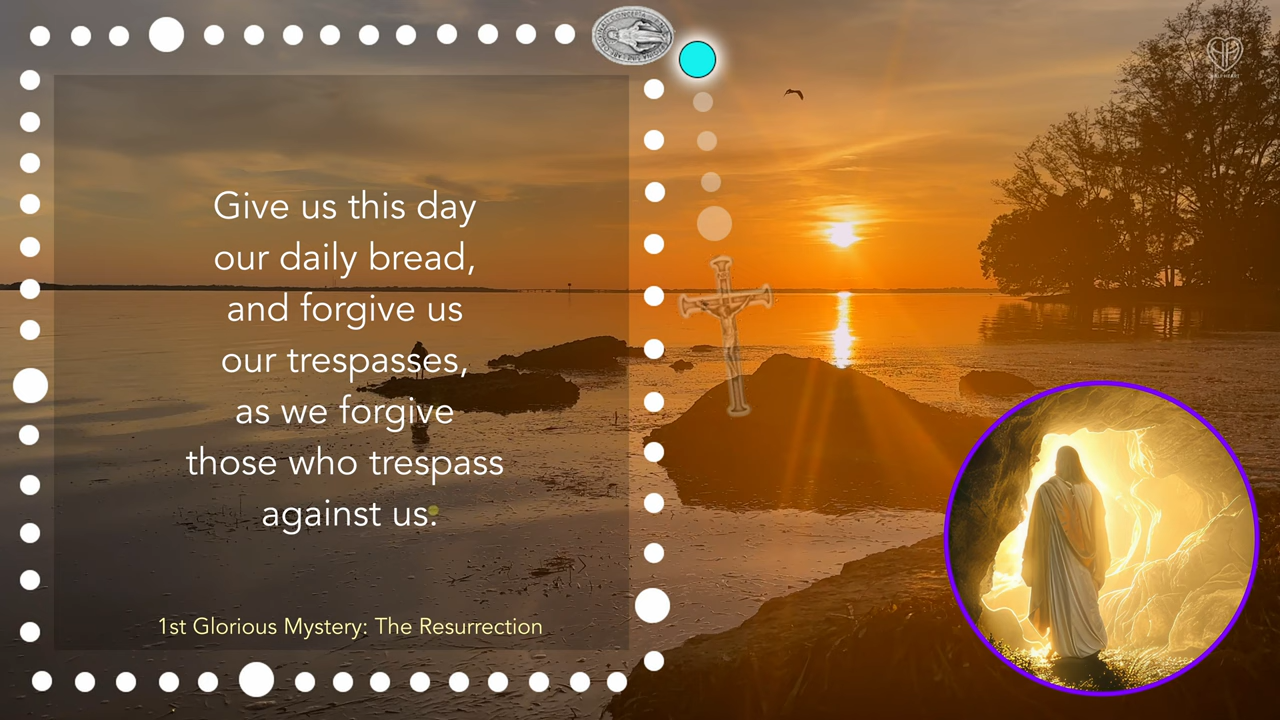 Give us this day
our daily bread,
and forgive us
our trespasses,
as we forgive
those who trespass
against us.
1st Glorious Mystery: The Resurrection